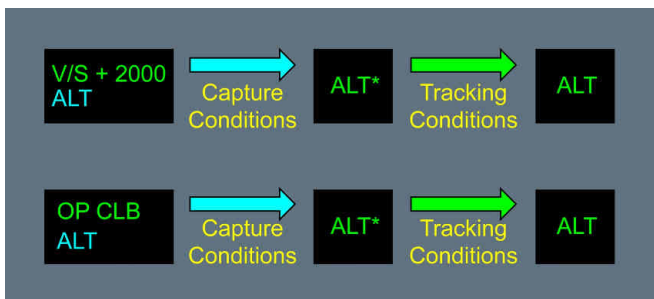 V/S + 2000
ALT
Capture
Conditions
ALT*
Tracking
Conditions
ALT
OP CLB
ALT
Capture
Conditions
ALT*
Tracking
Conditions
ALT